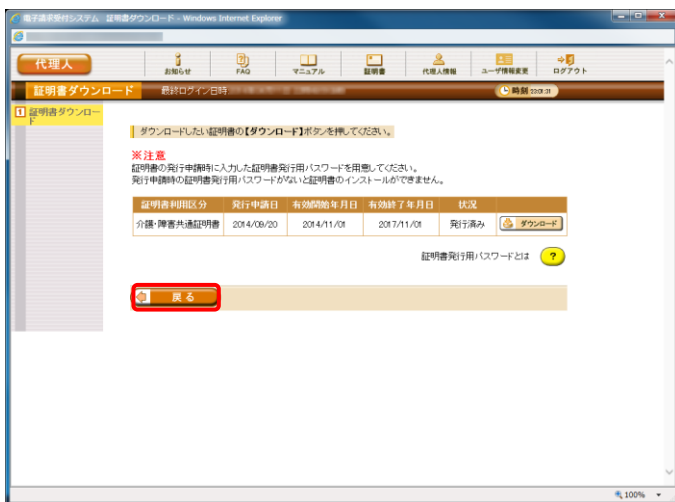 電子請求受付システム 証明書ダウンロード - Windows Internet Explorer
代理人
お知らせ
FAQ
マニュアル
証明書
代理人情報
ユーザ情報変更
ログアウト
証明書ダウンロード
最終ログイン日時
時刻 23:01:31
1 証明書ダウンロー
ド
ダウンロードしたい証明書の【ダウンロード】ボタンを押してください。
※注意
証明書の発行申請時に入力した証明書発行用パスワードを用意してください。
発行申請時の証明書発行用パスワードがないと証明書のインストールができません。
証明書利用区分 発行申請日 有効開始年月日 有効終了年月日 状況
介護・障害共通証明書 2014/09/20 2014/11/01 2017/11/01 発行済み ダウンロード
証明書発行用パスワードとは ?
戻る
100%